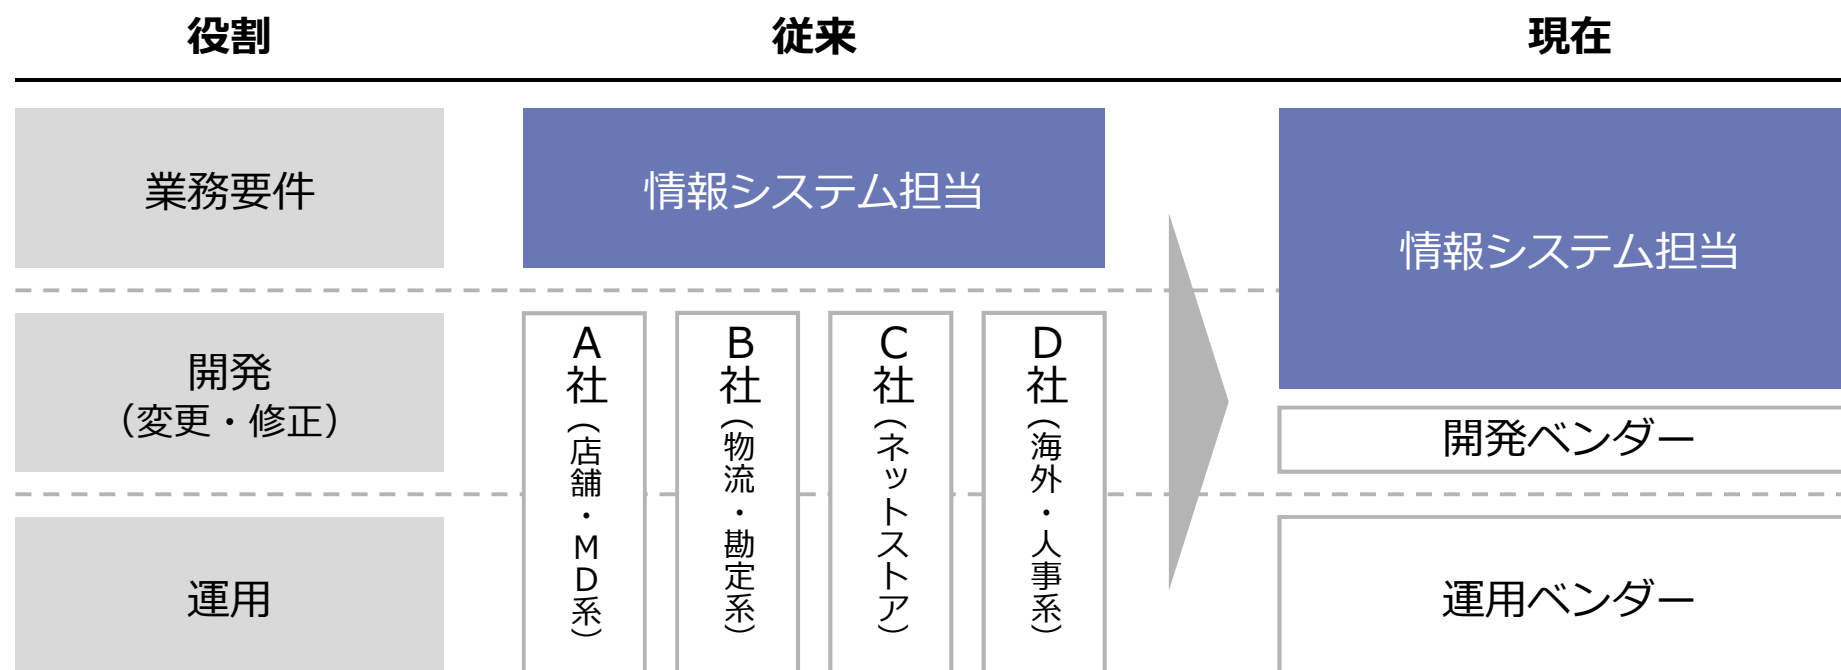 役割
従来
現在
業務要件
情報システム担当
情報システム担当
開発
（変更・修正）
A社（店舗・MD系）
B社（物流・勘定系）
C社（ネットストア）
D社（海外・人事系）
開発ベンダー
運用
運用ベンダー